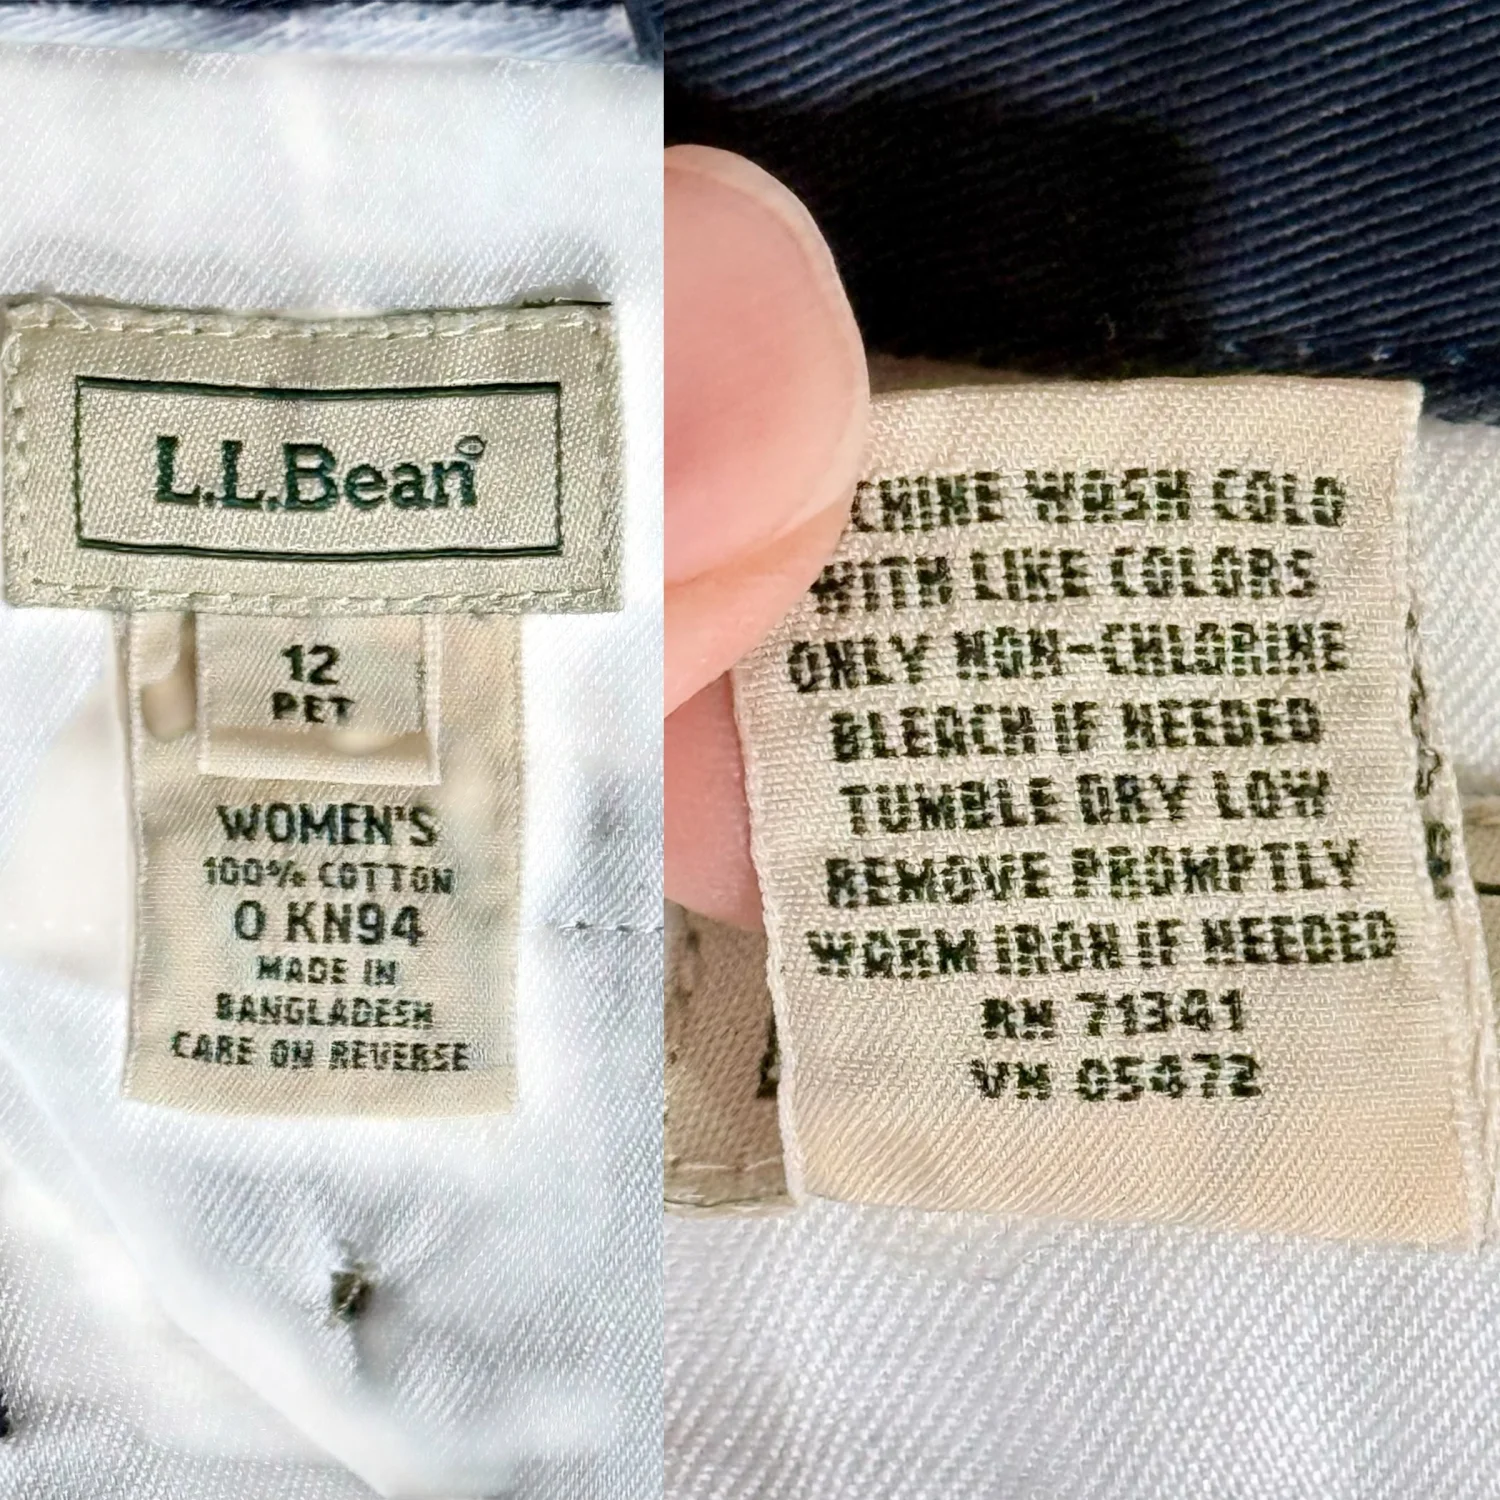 L.L.Bean®
12
PET
WOMEN'S
100% COTTON
0 KN94
MADE IN
BANGLADESH
CARE ON REVERSE
CHINE WASH COLD
WITH LIKE COLORS
ONLY NON-CHLORINE
BLEACH IF NEEDED
TUMBLE DRY LOW
REMOVE PROMPTLY
WARM IRON IF NEEDED
RN 71341
VN 05472